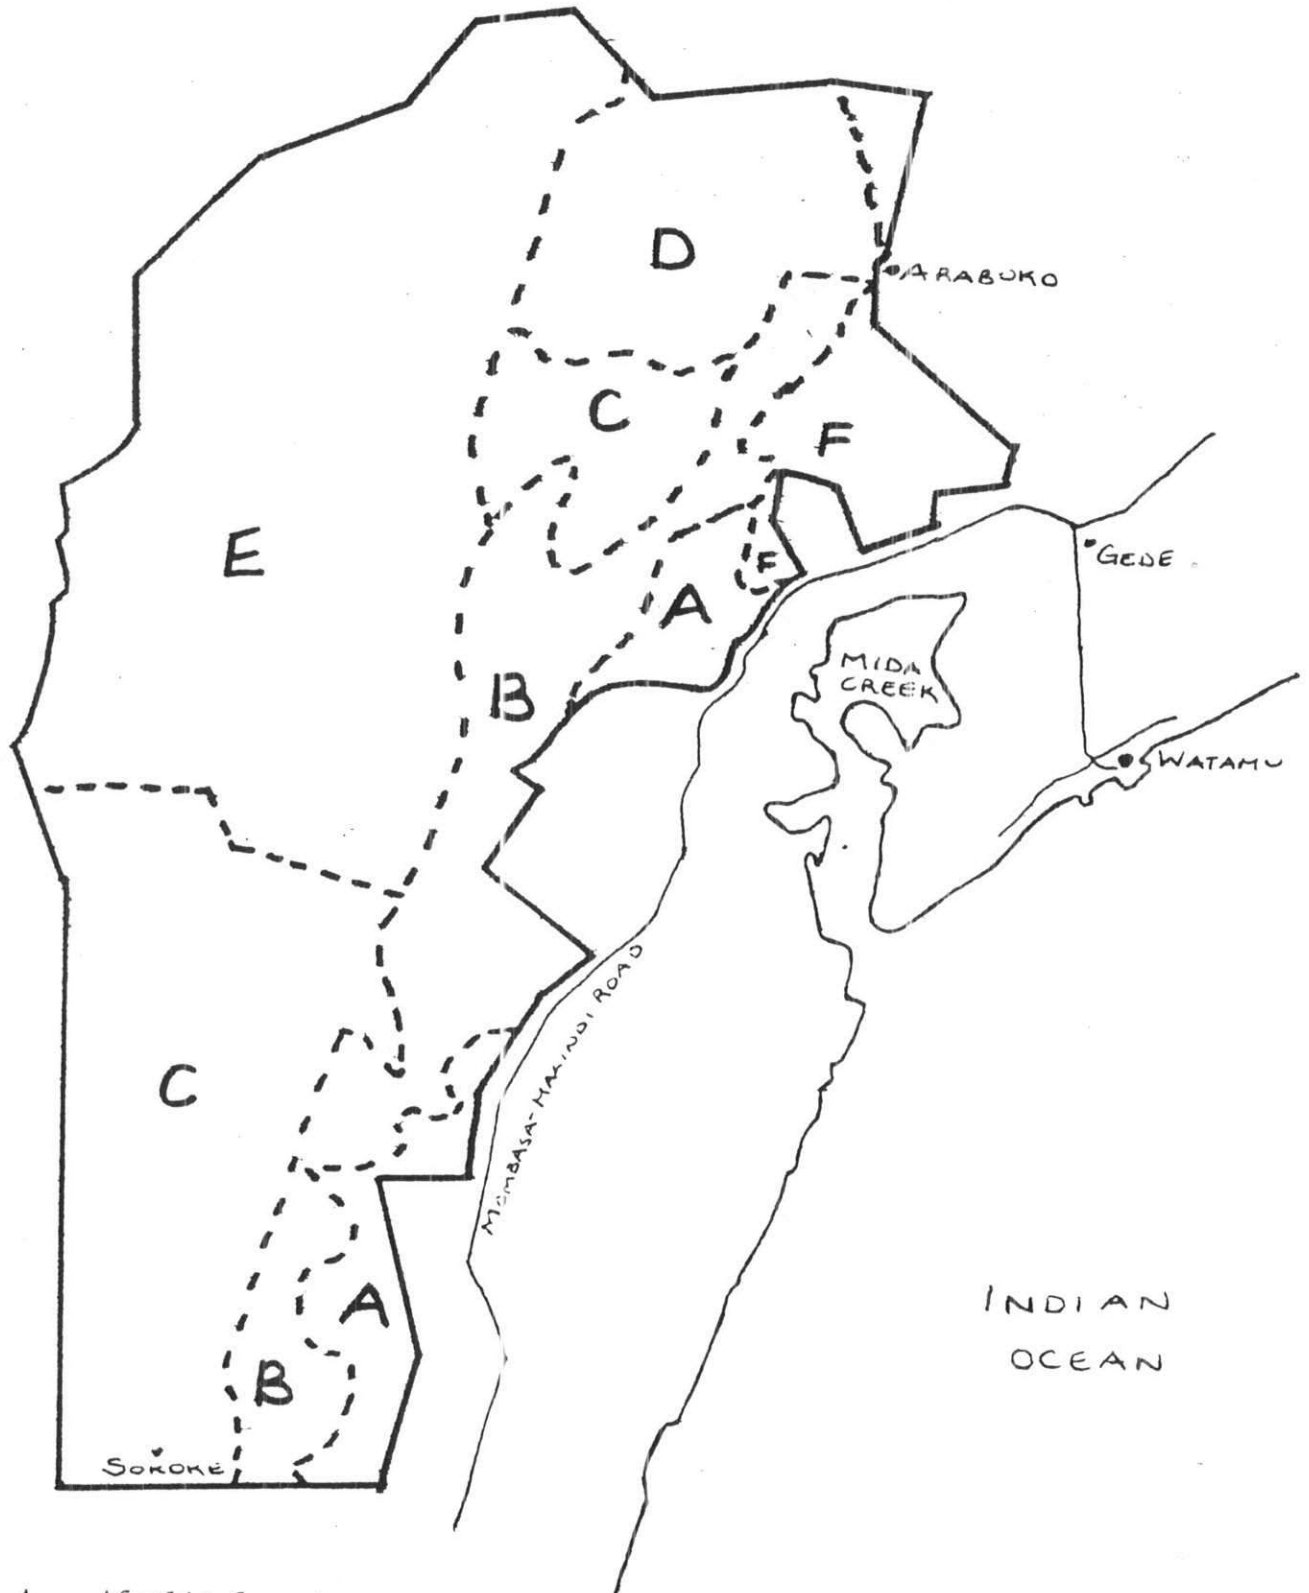 D
ARABUKO
C
F
E
GEDE
F
A
MIDA
CREEK
B
WATAMU
MOMBASA-MALINDI ROAD
C
INDIAN
OCEAN
A
B
SOKOKE